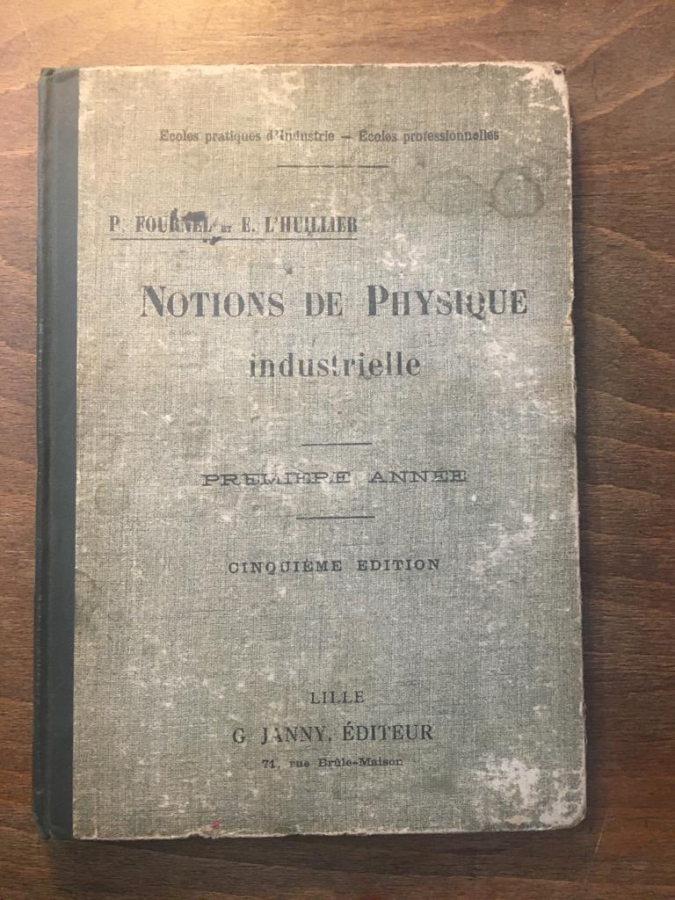 Ecoles pratiques d'Industrie — Écoles professionnelles
P. FOURNEL ET E. L'HUILLIER
NOTIONS DE PHYSIQUE
industrielle
PREMIÈRE ANNÉE
CINQUIÈME EDITION
LILLE
G. JANNY, ÉDITEUR
71, rue Brûle-Maison